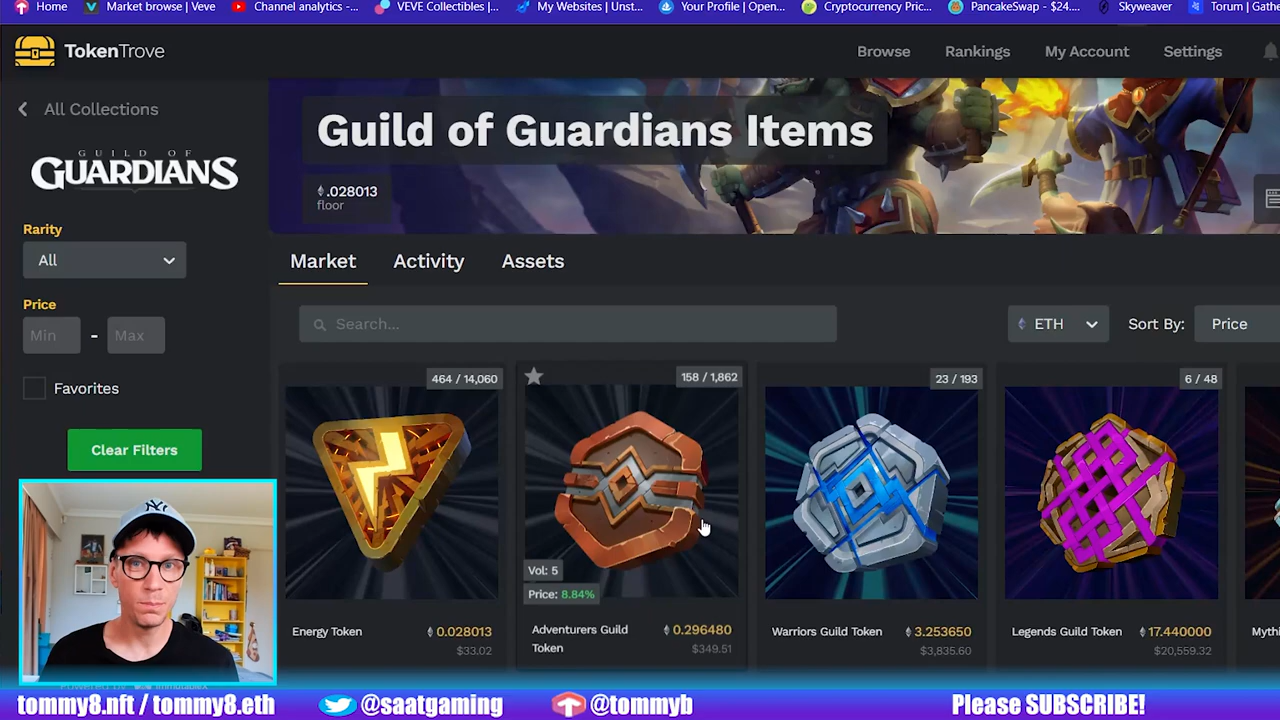 Home
Market browse | Veve
Channel analytics -...
VEVE Collectibles |...
My Websites | Unst...
Your Profile | Open...
Cryptocurrency Pric...
PancakeSwap - $24....
Skyweaver
Torum | Gathe
TokenTrove
Browse
Rankings
My Account
Settings
All Collections
GUILD OF
GUARDIANS
Guild of Guardians Items
.028013
floor
Rarity
All
Price
Min - Max
Favorites
Clear Filters
Market
Activity
Assets
Search...
ETH
Sort By:
Price
464 / 14,060
158 / 1,862
23 / 193
6 / 48
Vol: 5
Price: 8.84%
Energy Token
0.028013
$33.02
Adventurers Guild
Token
0.296480
$349.51
Warriors Guild Token
3.253650
$3,835.60
Legends Guild Token
17.440000
$20,559.32
Mythi
tommy8.nft / tommy8.eth
@saatgaming
@tommyb
Please SUBSCRIBE!